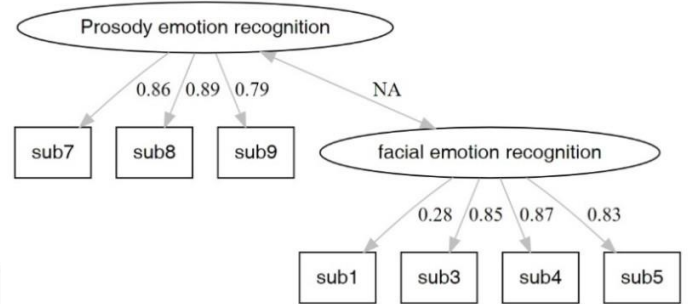 Prosody emotion recognition
0.86 0.89 0.79 NA
sub7 sub8 sub9 facial emotion recognition
0.28 0.85 0.87 0.83
sub1 sub3 sub4 sub5